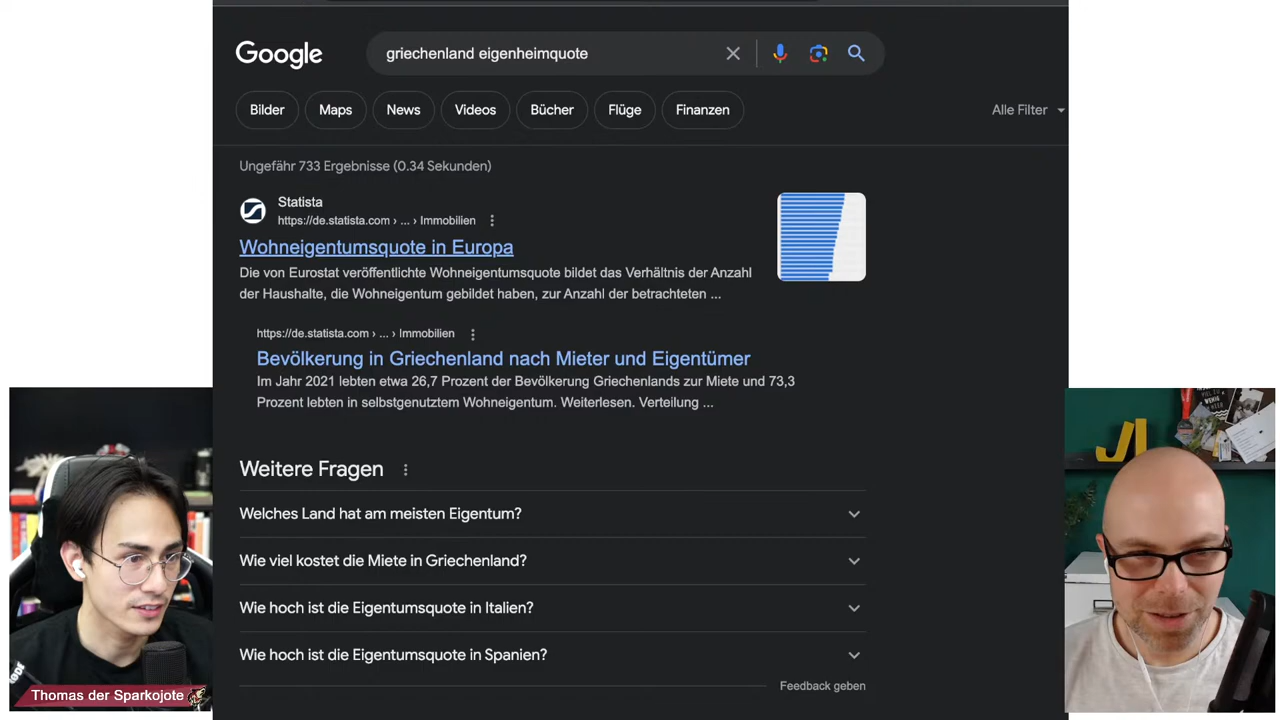 Google
griechenland eigenheimquote
Bilder
Maps
News
Videos
Bücher
Flüge
Finanzen
Alle Filter
Ungefähr 733 Ergebnisse (0.34 Sekunden)
Statista
https://de.statista.com › ... › Immobilien
Wohneigentumsquote in Europa
Die von Eurostat veröffentlichte Wohneigentumsquote bildet das Verhältnis der Anzahl
der Haushalte, die Wohneigentum gebildet haben, zur Anzahl der betrachteten ...
https://de.statista.com › ... › Immobilien
Bevölkerung in Griechenland nach Mieter und Eigentümer
Im Jahr 2021 lebten etwa 26,7 Prozent der Bevölkerung Griechenlands zur Miete und 73,3
Prozent lebten in selbstgenutztem Wohneigentum. Weiterlesen. Verteilung ...
Weitere Fragen
Welches Land hat am meisten Eigentum?
Wie viel kostet die Miete in Griechenland?
Wie hoch ist die Eigentumsquote in Italien?
Wie hoch ist die Eigentumsquote in Spanien?
Feedback geben
Thomas der Sparkojote